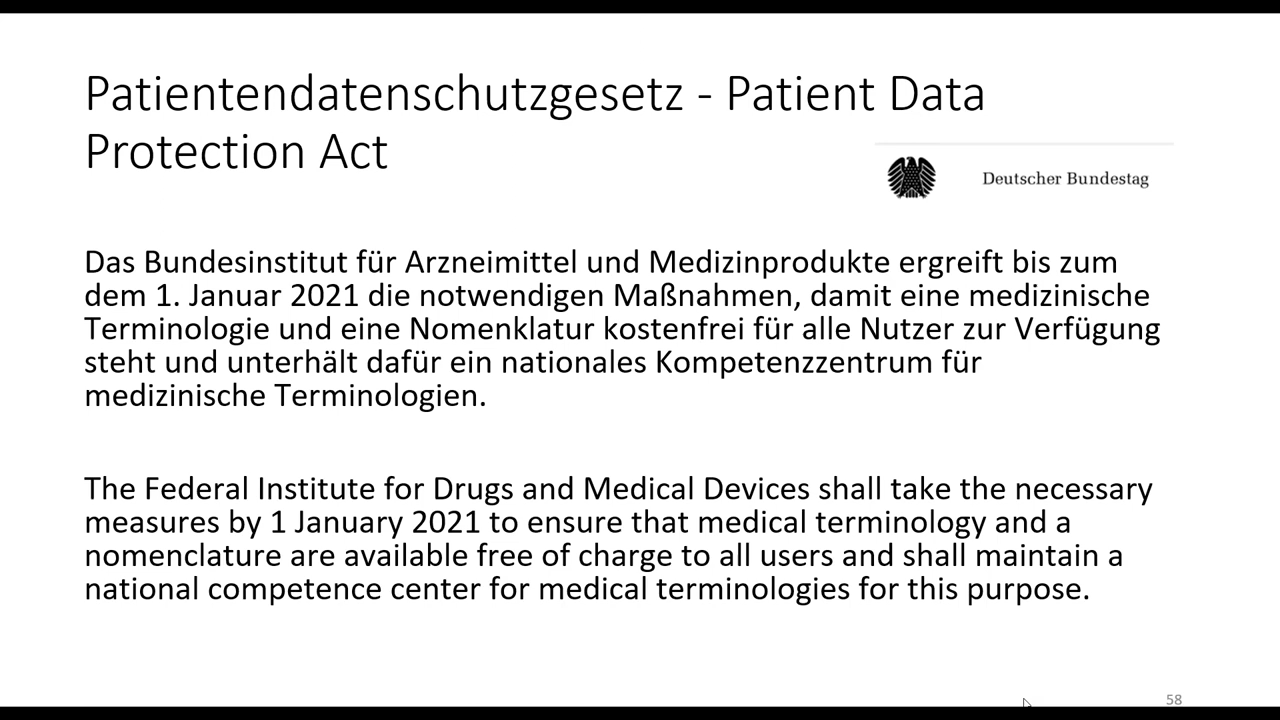 Patientendatenschutzgesetz - Patient Data
Protection Act
Deutscher Bundestag
Das Bundesinstitut für Arzneimittel und Medizinprodukte ergreift bis zum
dem 1. Januar 2021 die notwendigen Maßnahmen, damit eine medizinische
Terminologie und eine Nomenklatur kostenfrei für alle Nutzer zur Verfügung
steht und unterhält dafür ein nationales Kompetenzzentrum für
medizinische Terminologien.
The Federal Institute for Drugs and Medical Devices shall take the necessary
measures by 1 January 2021 to ensure that medical terminology and a
nomenclature are available free of charge to all users and shall maintain a
national competence center for medical terminologies for this purpose.
58